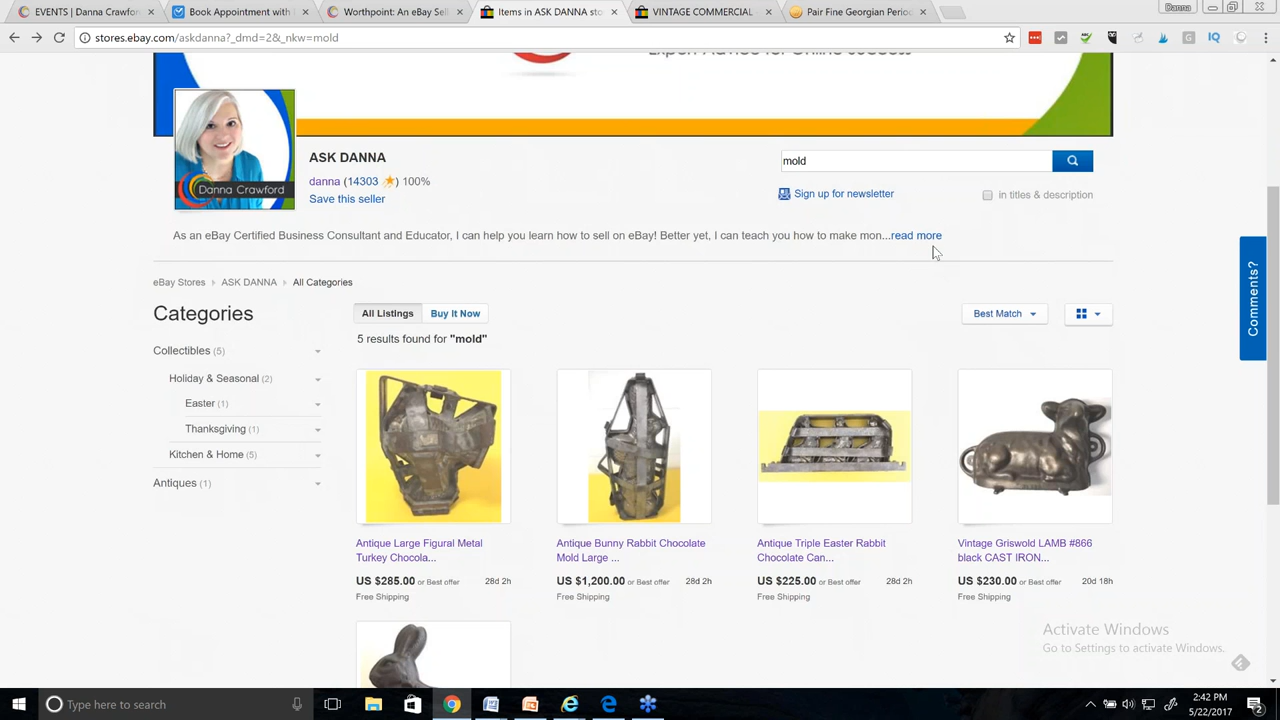 EVENTS | Danna Crawfor
Book Appointment with
Worthpoint: An eBay Sell
Items in ASK DANNA sto
VINTAGE COMMERCIAL
Pair Fine Georgian Perio
Danna
stores.ebay.com/askdanna?_dmd=2&_nkw=mold
IQ
Expert Advice for Online Success
Danna Crawford
ASK DANNA
danna (14303 ) 100%
Save this seller
mold
Sign up for newsletter
in titles & description
As an eBay Certified Business Consultant and Educator, I can help you learn how to sell on eBay! Better yet, I can teach you how to make mon...read more
Comments?
eBay Stores ASK DANNA All Categories
Categories
All Listings Buy It Now
Best Match
5 results found for "mold"
Collectibles (5)
Holiday & Seasonal (2)
Easter (1)
Thanksgiving (1)
Kitchen & Home (5)
Antiques (1)
Antique Large Figural Metal
Turkey Chocola...
US $285.00 or Best offer 28d 2h
Free Shipping
Antique Bunny Rabbit Chocolate
Mold Large ...
US $1,200.00 or Best offer 28d 2h
Free Shipping
Antique Triple Easter Rabbit
Chocolate Can...
US $225.00 or Best offer 28d 2h
Free Shipping
Vintage Griswold LAMB #866
black CAST IRON...
US $230.00 or Best offer 20d 18h
Free Shipping
Activate Windows
Go to Settings to activate Windows.
Type here to search
2:42 PM
5/22/2017